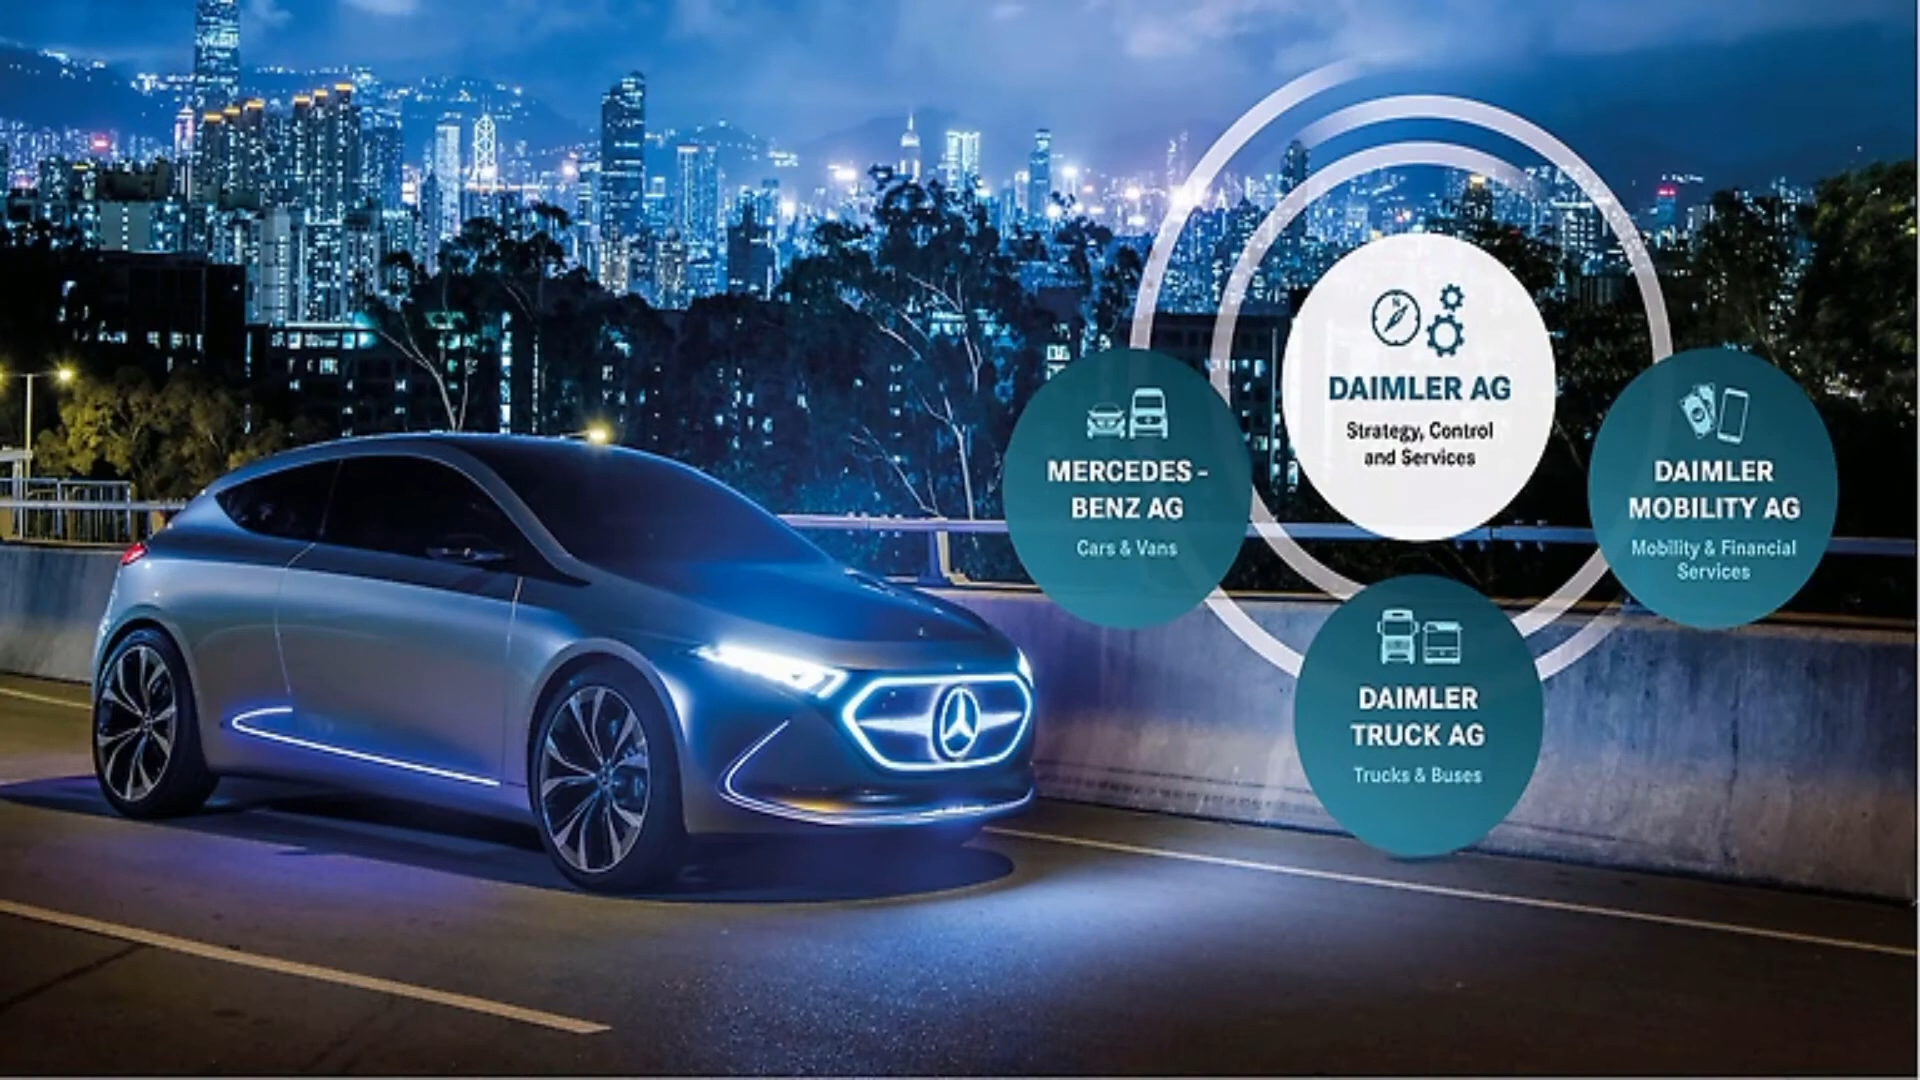 DAIMLER AG
Strategy, Control
and Services
MERCEDES -
BENZ AG
Cars & Vans
DAIMLER
MOBILITY AG
Mobility & Financial
Services
DAIMLER
TRUCK AG
Trucks & Buses